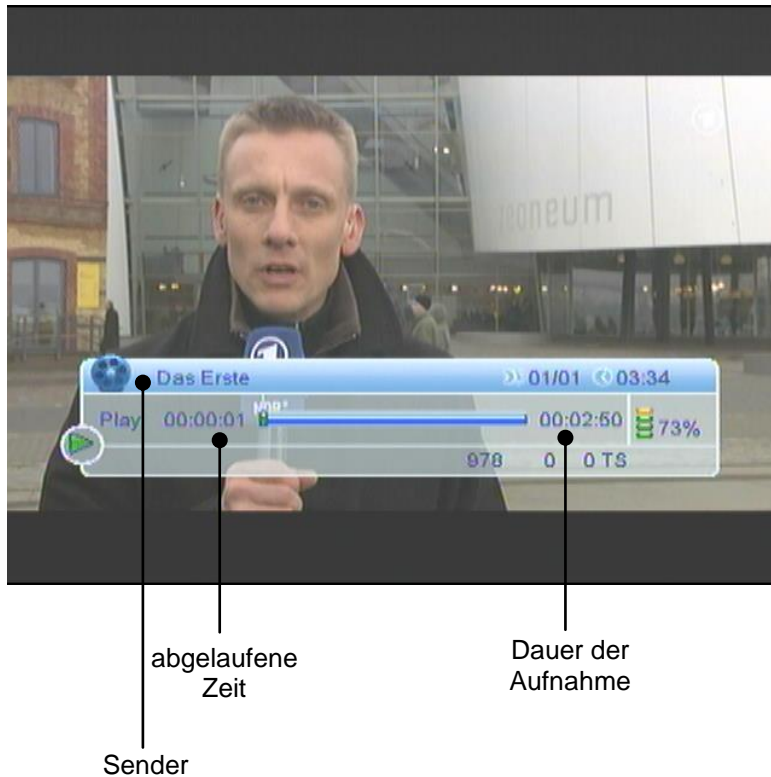 oneum
Das Erste 01/01 03:34
Play 00:00:01 00:02:50 73%
978 0 0 TS
abgelaufene
Zeit
Dauer der
Aufnahme
Sender